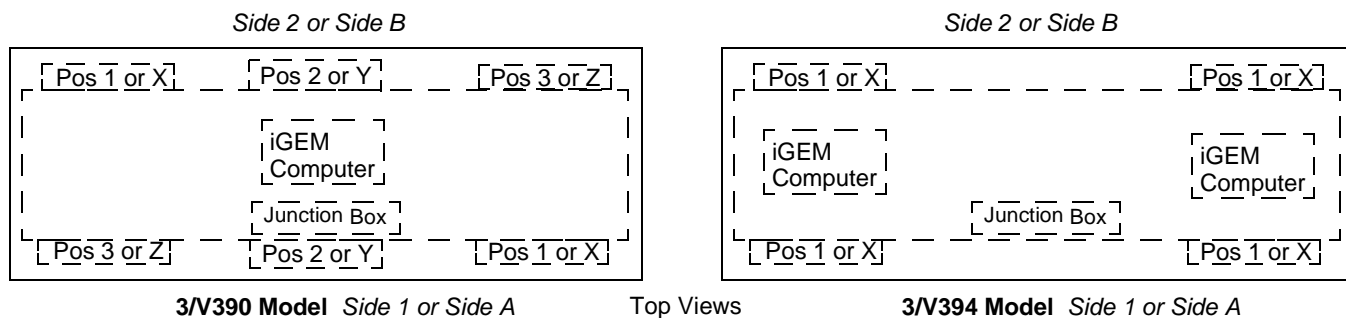 Side 2 or Side B Side 2 or Side B
Pos 1 or X Pos 2 or Y Pos 3 or Z Pos 1 or X Pos 1 or X
iGEM iGEM iGEM
Computer Computer Computer
Junction Box Junction Box
Pos 3 or Z Pos 2 or Y Pos 1 or X Pos 1 or X Pos 1 or X
3/V390 Model Side 1 or Side A Top Views 3/V394 Model Side 1 or Side A